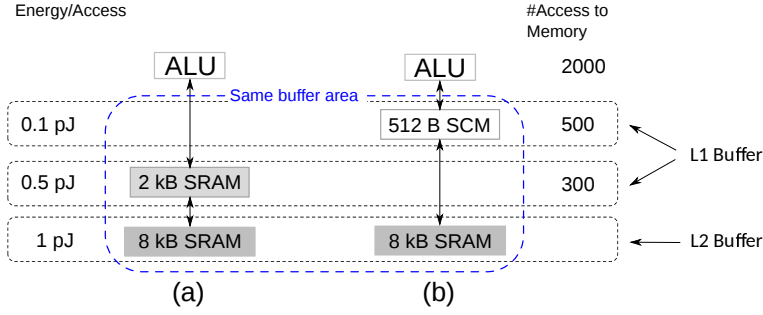 Energy/Access
#Access to
Memory
ALU
ALU
2000
Same buffer area
0.1 pJ
512 B SCM
500
L1 Buffer
0.5 pJ
2 kB SRAM
300
1 pJ
8 kB SRAM
8 kB SRAM
L2 Buffer
(a)
(b)